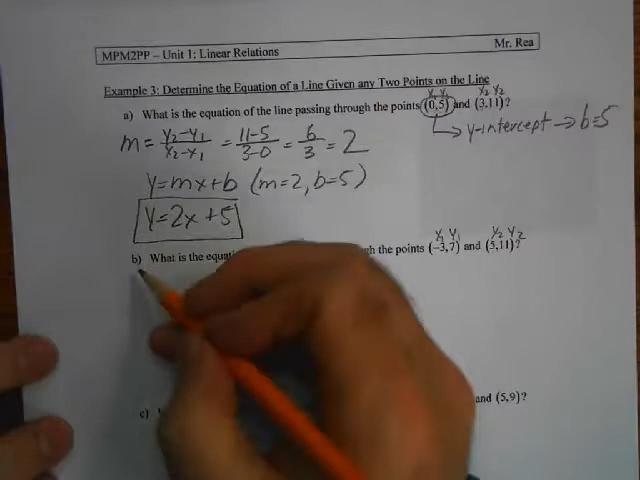 MPM2PP – Unit 1: Linear Relations Mr. Rea
Example 3: Determine the Equation of a Line Given any Two Points on the Line
x₁ y₁ x₂ y₂
a) What is the equation of the line passing through the points (0,5) and (3,11)?
↳ y-intercept → b=5
m = y₂-y₁/x₂-x₁ = 11-5/3-0 = 6/3 = 2
y=mx+b (m=2, b=5)
y=2x+5
x₁ y₁ x₂ y₂
b) What is the the points (−3,7) and (5,11)?
c) and (5,9)?